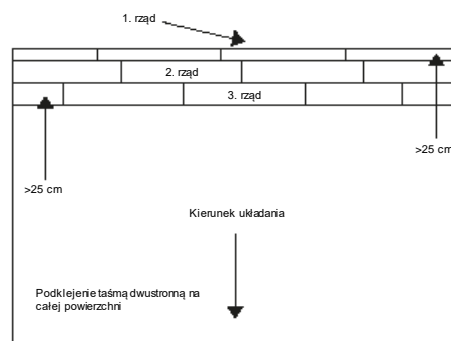 1. rząd
2. rząd
3. rząd
>25 cm
>25 cm
Kierunek układania
Podklejenie taśmą dwustronną na
całej powierzchni